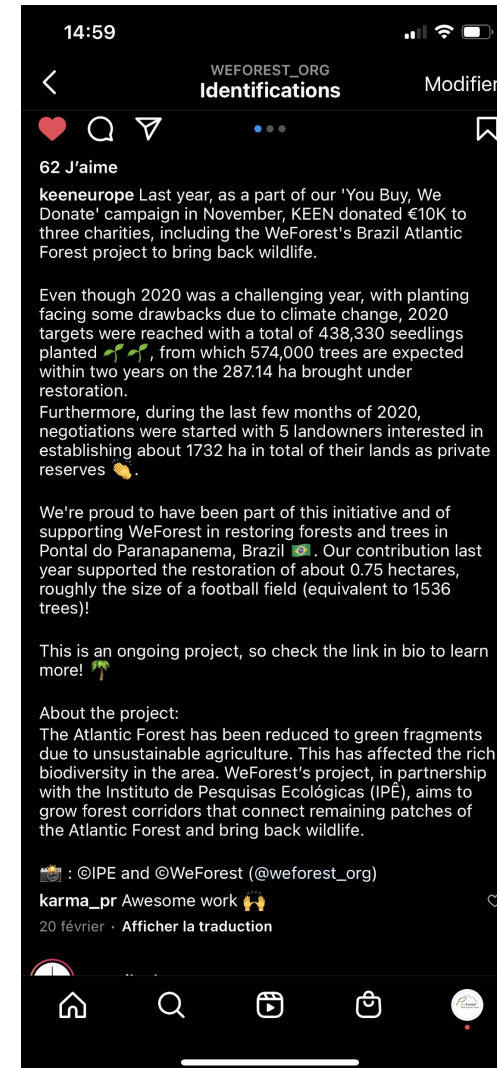 14:59
WEFOREST_ORG
Identifications
Modifier
62 J’aime
keeneurope Last year, as a part of our 'You Buy, We
Donate' campaign in November, KEEN donated €10K to
three charities, including the WeForest's Brazil Atlantic
Forest project to bring back wildlife.
Even though 2020 was a challenging year, with planting
facing some drawbacks due to climate change, 2020
targets were reached with a total of 438,330 seedlings
planted 🌱🌱, from which 574,000 trees are expected
within two years on the 287.14 ha brought under
restoration.
Furthermore, during the last few months of 2020,
negotiations were started with 5 landowners interested in
establishing about 1732 ha in total of their lands as private
reserves 👏.
We're proud to have been part of this initiative and of
supporting WeForest in restoring forests and trees in
Pontal do Paranapanema, Brazil 🇧🇷. Our contribution last
year supported the restoration of about 0.75 hectares,
roughly the size of a football field (equivalent to 1536
trees)!
This is an ongoing project, so check the link in bio to learn
more! 🌴
About the project:
The Atlantic Forest has been reduced to green fragments
due to unsustainable agriculture. This has affected the rich
biodiversity in the area. WeForest’s project, in partnership
with the Instituto de Pesquisas Ecológicas (IPÊ), aims to
grow forest corridors that connect remaining patches of
the Atlantic Forest and bring back wildlife.
📸 : ©IPE and ©WeForest (@weforest_org)
karma_pr Awesome work 🙌
20 février · Afficher la traduction